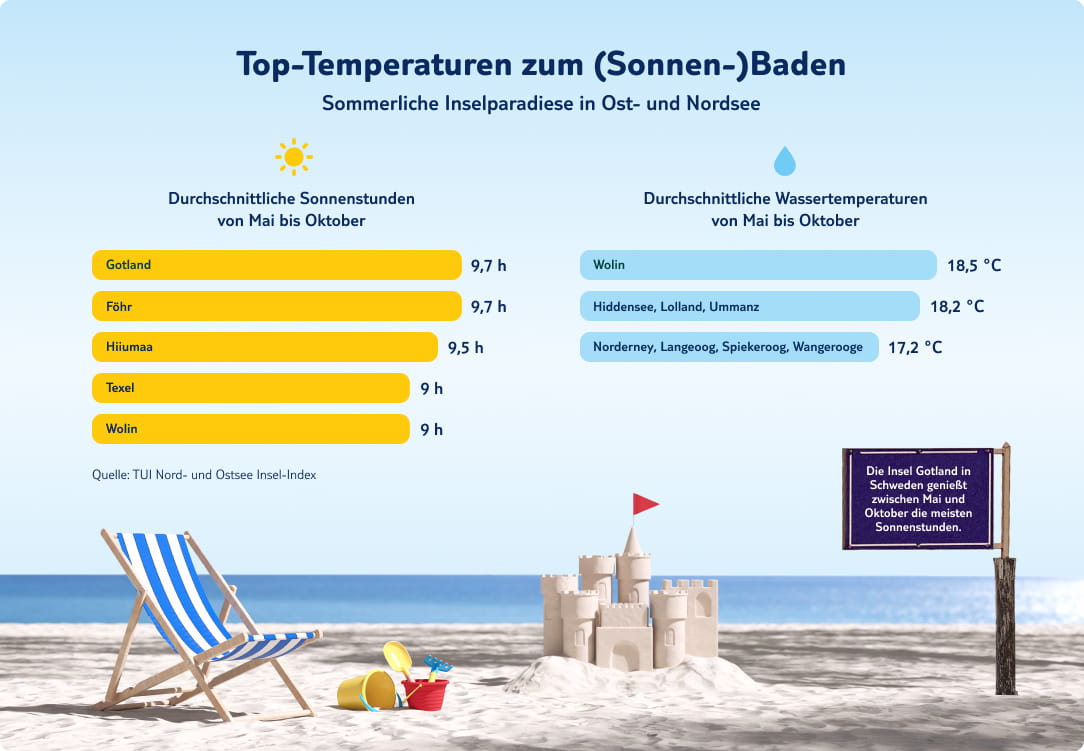 Top-Temperaturen zum (Sonnen-)Baden
Sommerliche Inselparadiese in Ost- und Nordsee
Durchschnittliche Sonnenstunden
von Mai bis Oktober
Gotland 9,7 h
Föhr 9,7 h
Hiiumaa 9,5 h
Texel 9 h
Wolin 9 h
Quelle: TUI Nord- und Ostsee Insel-Index
Durchschnittliche Wassertemperaturen
von Mai bis Oktober
Wolin 18,5 °C
Hiddensee, Lolland, Ummanz 18,2 °C
Norderney, Langeoog, Spiekeroog, Wangerooge 17,2 °C
Die Insel Gotland in
Schweden genießt
zwischen Mai und
Oktober die meisten
Sonnenstunden.